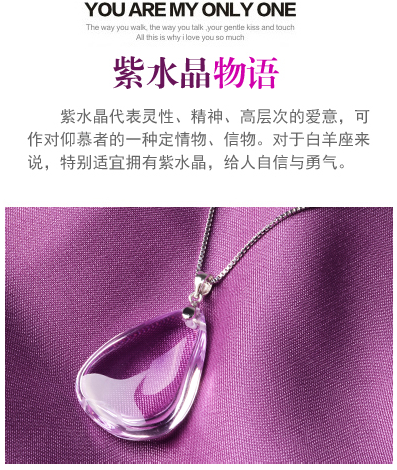 YOU ARE MY ONLY ONE
The way you walk, the way you talk ,your gentle kiss and touch
All this is why i love you so much
紫水晶物语
紫水晶代表灵性、精神、高层次的爱意，可
作对仰慕者的一种定情物、信物。对于白羊座来
说，特别适宜拥有紫水晶，给人自信与勇气。